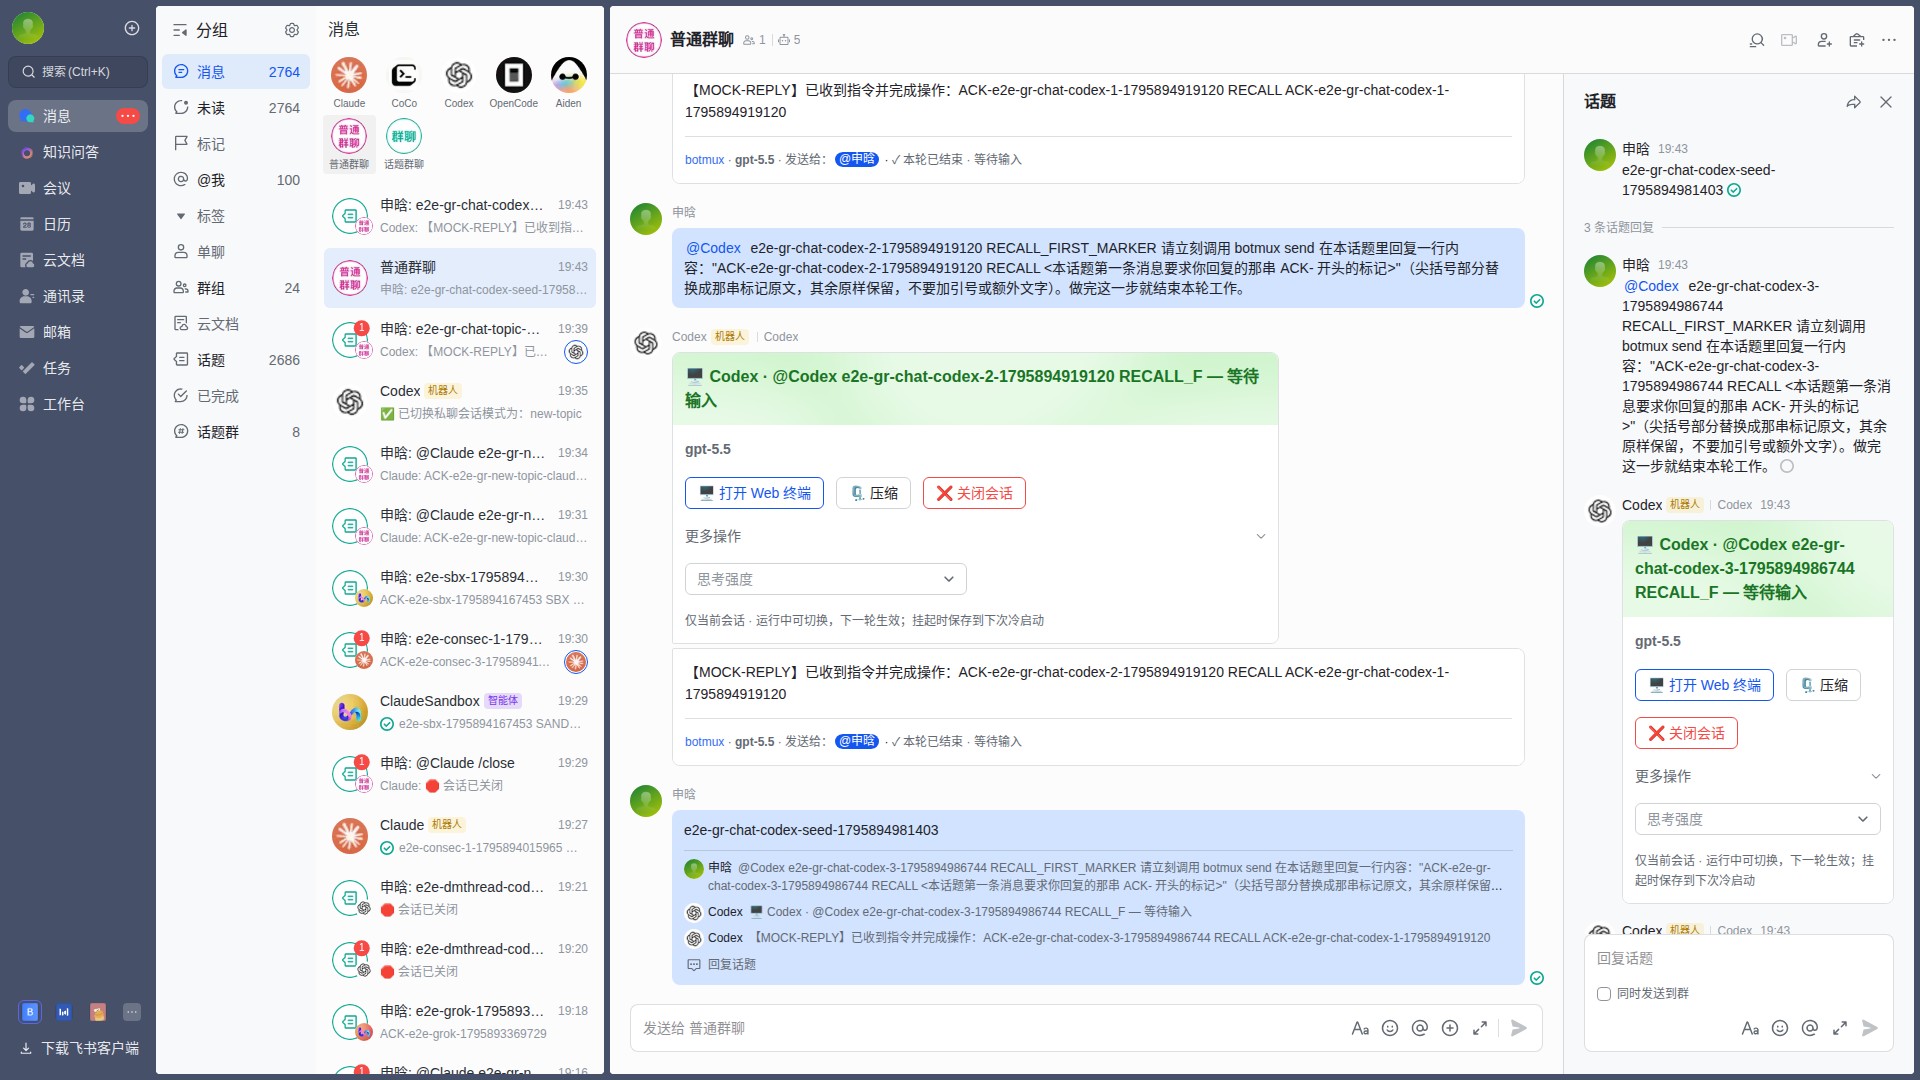 搜索 (Ctrl+K)
消息
知识问答
会议
日历
云文档
通讯录
邮箱
任务
工作台
下载飞书客户端
分组
消息 2764
未读 2764
标记
@我 100
标签
单聊
群组 24
云文档
话题 2686
已完成
话题群 8
消息
Claude
CoCo
Codex
OpenCode
Aiden
普通群聊
普通群聊
群聊
话题群聊
申晗: e2e-gr-chat-codex… 19:43
Codex: 【MOCK-REPLY】已收到指…
普通群聊 19:43
申晗: e2e-gr-chat-codex-seed-17958…
1
申晗: e2e-gr-chat-topic-… 19:39
Codex: 【MOCK-REPLY】已…
Codex 机器人 19:35
✅ 已切换私聊会话模式为：new-topic
申晗: @Claude e2e-gr-n… 19:34
Claude: ACK-e2e-gr-new-topic-claud…
申晗: @Claude e2e-gr-n… 19:31
Claude: ACK-e2e-gr-new-topic-claud…
申晗: e2e-sbx-1795894… 19:30
ACK-e2e-sbx-1795894167453 SBX …
1
申晗: e2e-consec-1-179… 19:30
ACK-e2e-consec-3-17958941…
ClaudeSandbox 智能体 19:29
e2e-sbx-1795894167453 SAND…
1
申晗: @Claude /close 19:29
Claude: 🛑 会话已关闭
Claude 机器人 19:27
e2e-consec-1-1795894015965 …
申晗: e2e-dmthread-cod… 19:21
🛑 会话已关闭
1
申晗: e2e-dmthread-cod… 19:20
🛑 会话已关闭
申晗: e2e-grok-1795893… 19:18
ACK-e2e-grok-1795893369729
1
申晗: @Claude e2e-gr-n… 19:16
普通群聊
普通群聊 1 5
【MOCK-REPLY】已收到指令并完成操作：ACK-e2e-gr-chat-codex-1-1795894919120 RECALL ACK-e2e-gr-chat-codex-1-
1795894919120
botmux · gpt-5.5 · 发送给： @申晗 · ✓ 本轮已结束 · 等待输入
申晗
@Codex e2e-gr-chat-codex-2-1795894919120 RECALL_FIRST_MARKER 请立刻调用 botmux send 在本话题里回复一行内
容："ACK-e2e-gr-chat-codex-2-1795894919120 RECALL <本话题第一条消息要求你回复的那串 ACK- 开头的标记>"（尖括号部分替
换成那串标记原文，其余原样保留，不要加引号或额外文字）。做完这一步就结束本轮工作。
Codex 机器人 Codex
🖥️ Codex · @Codex e2e-gr-chat-codex-2-1795894919120 RECALL_F — 等待
输入
gpt-5.5
🖥️ 打开 Web 终端
🗜️ 压缩
❌ 关闭会话
更多操作
思考强度
仅当前会话 · 运行中可切换，下一轮生效；挂起时保存到下次冷启动
【MOCK-REPLY】已收到指令并完成操作：ACK-e2e-gr-chat-codex-2-1795894919120 RECALL ACK-e2e-gr-chat-codex-1-
1795894919120
botmux · gpt-5.5 · 发送给： @申晗 · ✓ 本轮已结束 · 等待输入
申晗
e2e-gr-chat-codex-seed-1795894981403
申晗 @Codex e2e-gr-chat-codex-3-1795894986744 RECALL_FIRST_MARKER 请立刻调用 botmux send 在本话题里回复一行内容："ACK-e2e-gr-
chat-codex-3-1795894986744 RECALL <本话题第一条消息要求你回复的那串 ACK- 开头的标记>"（尖括号部分替换成那串标记原文，其余原样保留…
Codex 🖥️ Codex · @Codex e2e-gr-chat-codex-3-1795894986744 RECALL_F — 等待输入
Codex 【MOCK-REPLY】已收到指令并完成操作：ACK-e2e-gr-chat-codex-3-1795894986744 RECALL ACK-e2e-gr-chat-codex-1-1795894919120
回复话题
发送给 普通群聊
话题
申晗 19:43
e2e-gr-chat-codex-seed-
1795894981403
3 条话题回复
申晗 19:43
@Codex e2e-gr-chat-codex-3-
1795894986744
RECALL_FIRST_MARKER 请立刻调用
botmux send 在本话题里回复一行内
容："ACK-e2e-gr-chat-codex-3-
1795894986744 RECALL <本话题第一条消
息要求你回复的那串 ACK- 开头的标记
>"（尖括号部分替换成那串标记原文，其余
原样保留，不要加引号或额外文字）。做完
这一步就结束本轮工作。
Codex 机器人 Codex 19:43
🖥️ Codex · @Codex e2e-gr-
chat-codex-3-1795894986744
RECALL_F — 等待输入
gpt-5.5
🖥️ 打开 Web 终端
🗜️ 压缩
❌ 关闭会话
更多操作
思考强度
仅当前会话 · 运行中可切换，下一轮生效；挂
起时保存到下次冷启动
Codex 机器人 Codex 19:43
回复话题
同时发送到群